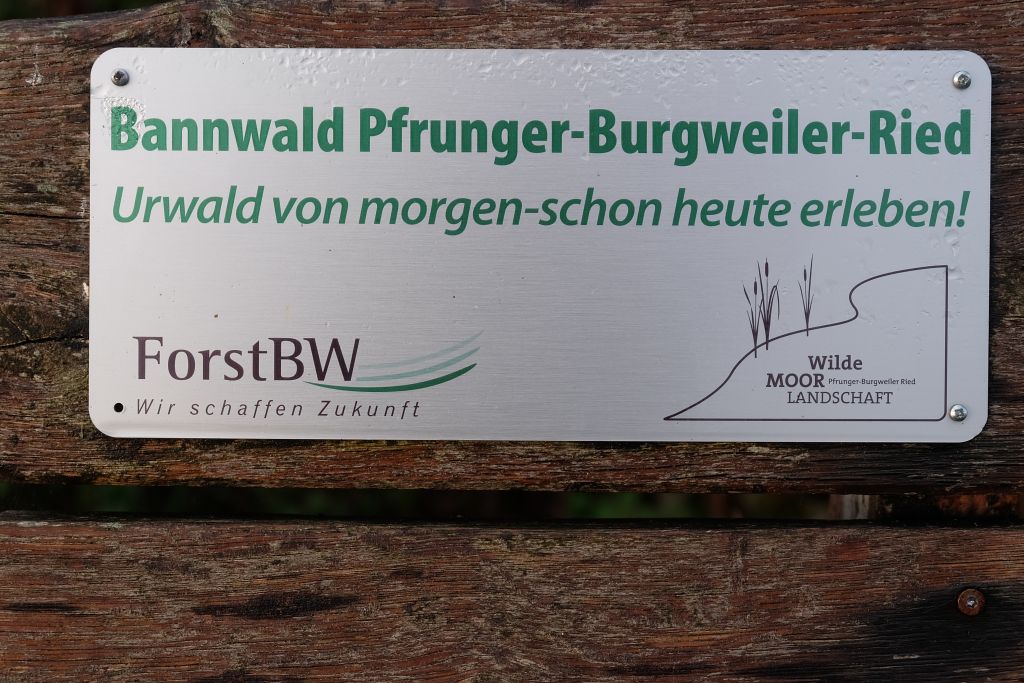 Bannwald Pfrunger-Burgweiler-Ried
Urwald von morgen-schon heute erleben!
ForstBW
Wir schaffen Zukunft
Wilde
MOOR Pfrunger-Burgweiler Ried
LANDSCHAFT